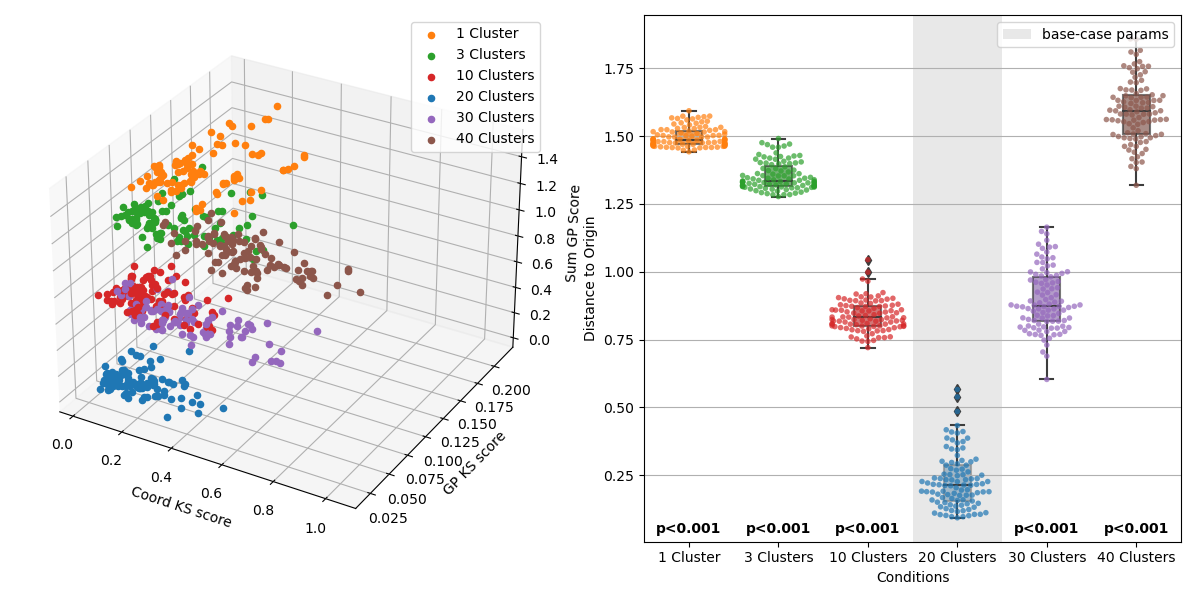 1 Cluster
3 Clusters
10 Clusters
20 Clusters
30 Clusters
40 Clusters
1.4
1.2
1.0
0.8
0.6
0.4
0.2
0.0
Sum GP Score
0.200
0.175
0.150
0.125
0.100
0.075
0.050
0.025
GP KS score
0.0
0.2
0.4
0.6
0.8
1.0
Coord KS score
base-case params
1.75
1.50
1.25
1.00
0.75
0.50
0.25
Distance to Origin
p<0.001 p<0.001 p<0.001 p<0.001 p<0.001
1 Cluster 3 Clusters 10 Clusters 20 Clusters 30 Clusters 40 Clusters
Conditions